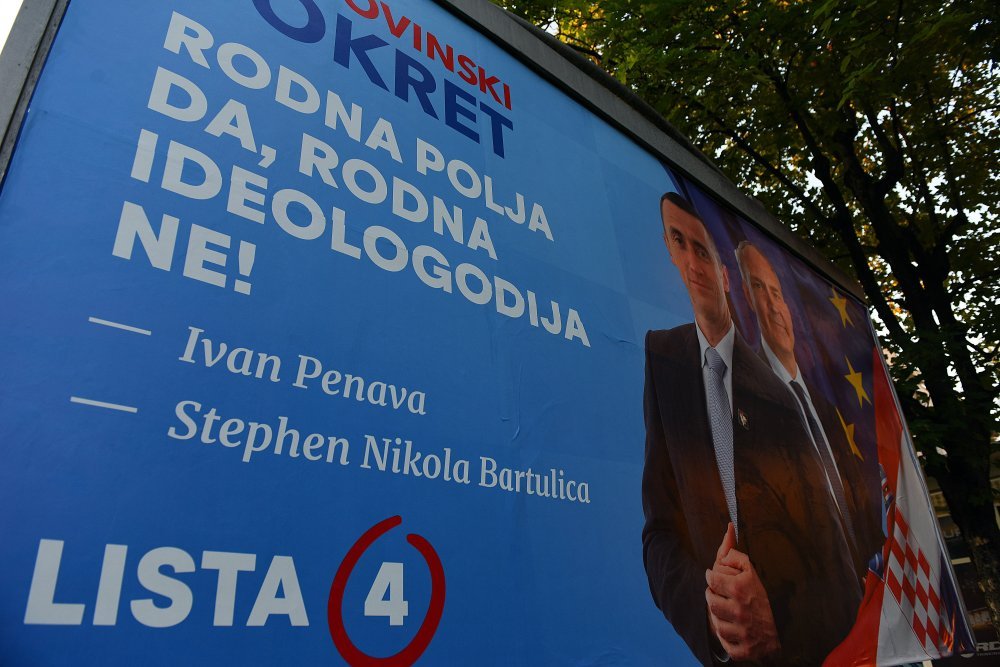 OVINSKI
OKRET
RODNA POLJA
DA, RODNA
IDEOLOGODIJA
NE!
— Ivan Penava
— Stephen Nikola Bartulica
LISTA 4